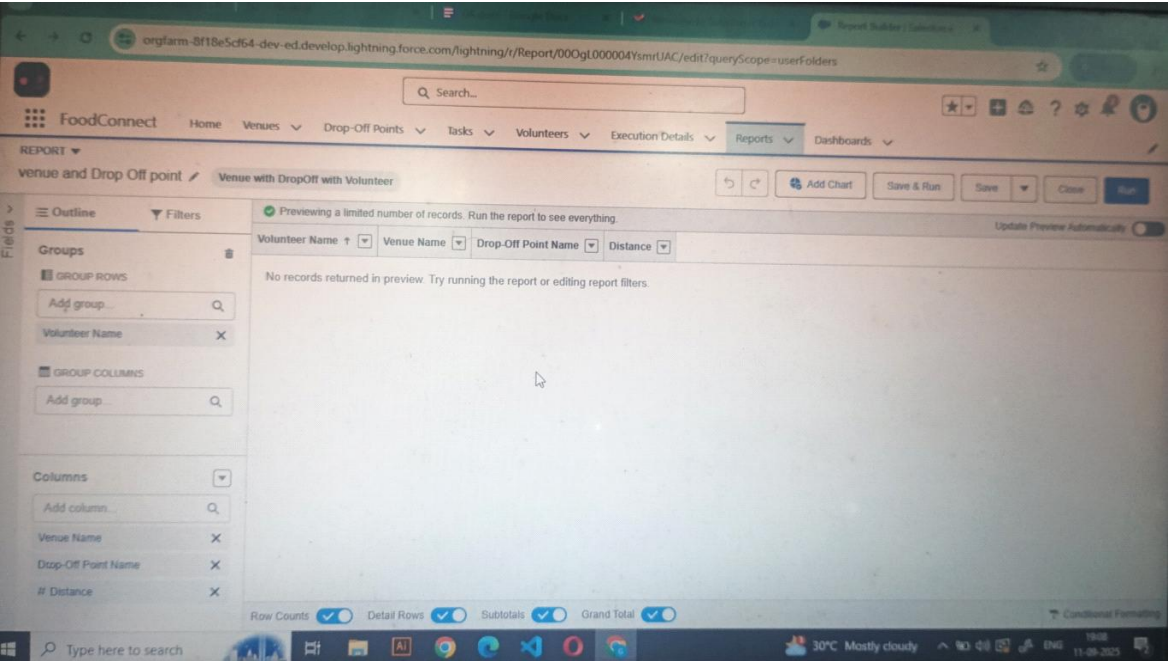 orgfarm-8f18e5cf64-dev-ed.develop.lightning.force.com/lightning/r/Report/00OgL000004YsmrUAC/edit?queryScope=userFolders
Search...
FoodConnect Home Venues Drop-Off Points Tasks Volunteers Execution Details Reports Dashboards
REPORT
venue and Drop Off point Venue with DropOff with Volunteer Add Chart Save & Run Save Close Run
Fields
Outline Filters
Previewing a limited number of records. Run the report to see everything. Update Preview Automatically
Groups
Volunteer Name Venue Name Drop-Off Point Name Distance
GROUP ROWS
No records returned in preview. Try running the report or editing report filters.
Add group...
Volunteer Name
GROUP COLUMNS
Add group...
Columns
Add column...
Venue Name
Drop-Off Point Name
# Distance
Row Counts Detail Rows Subtotals Grand Total Conditional Formatting
Type here to search Ai 30°C Mostly cloudy ENG 19:08
11-09-2025